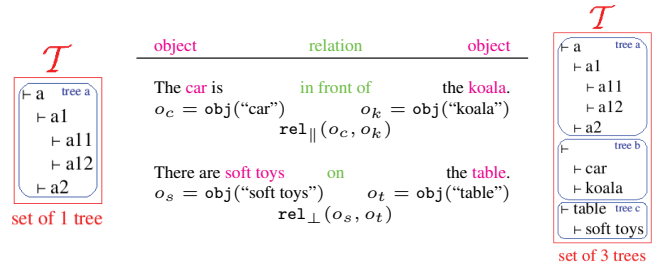 𝒯
⊢ a tree a
⊢ a1
⊢ a11
⊢ a12
⊢ a2
set of 1 tree
object relation object
The car is in front of the koala.
o_c = obj(“car”) o_k = obj(“koala”)
rel_∥(o_c, o_k)
There are soft toys on the table.
o_s = obj(“soft toys”) o_t = obj(“table”)
rel_⊥(o_s, o_t)
𝒯
⊢ a tree a
⊢ a1
⊢ a11
⊢ a12
⊢ a2
⊢ tree b
⊢ car
⊢ koala
⊢ table tree c
⊢ soft toys
set of 3 trees